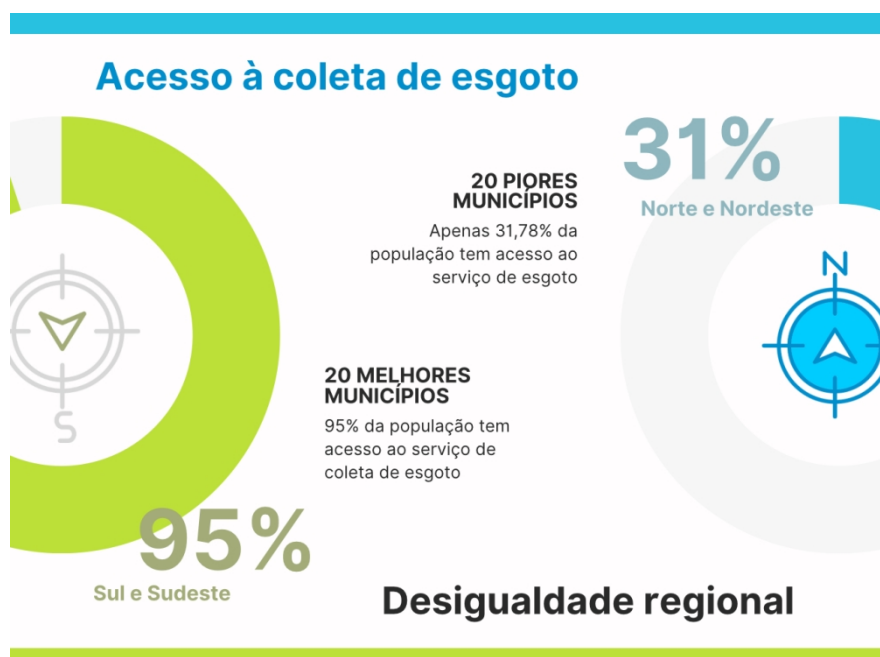 Acesso à coleta de esgoto
31%
Norte e Nordeste
20 PIORES
MUNICÍPIOS
Apenas 31,78% da
população tem acesso ao
serviço de esgoto
N
S
20 MELHORES
MUNICÍPIOS
95% da população tem
acesso ao serviço de
coleta de esgoto
95%
Sul e Sudeste
Desigualdade regional